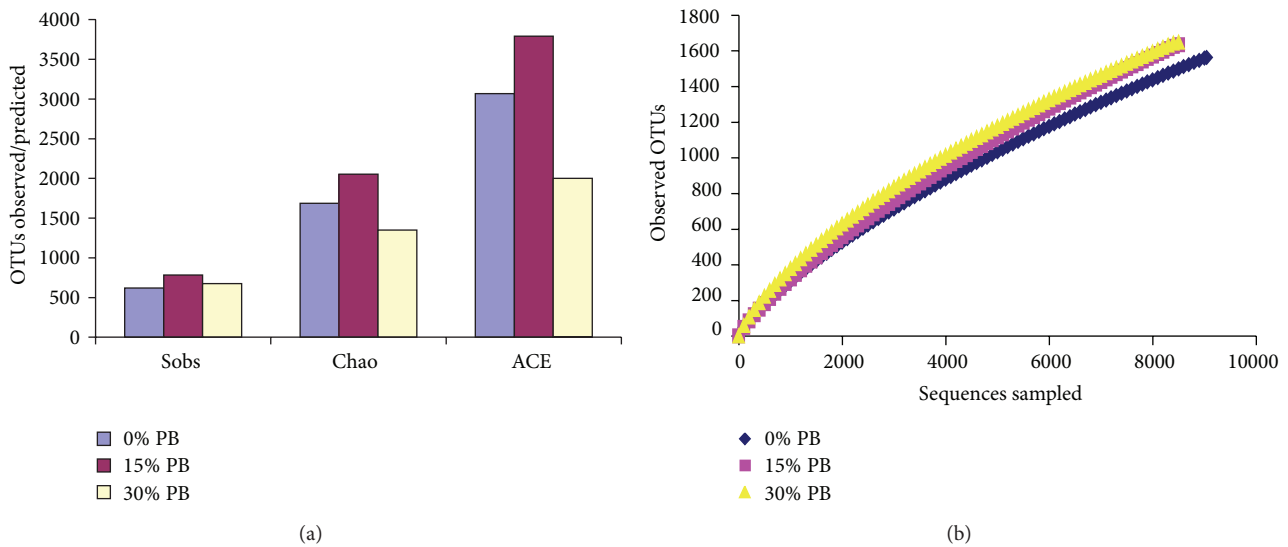 4000
3500
3000
2500
2000
1500
1000
500
0
OTUs observed/predicted
Sobs Chao ACE
0% PB
15% PB
30% PB
(a)
1800
1600
1400
1200
1000
800
600
400
200
0
Observed OTUs
0 2000 4000 6000 8000 10000
Sequences sampled
0% PB
15% PB
30% PB
(b)